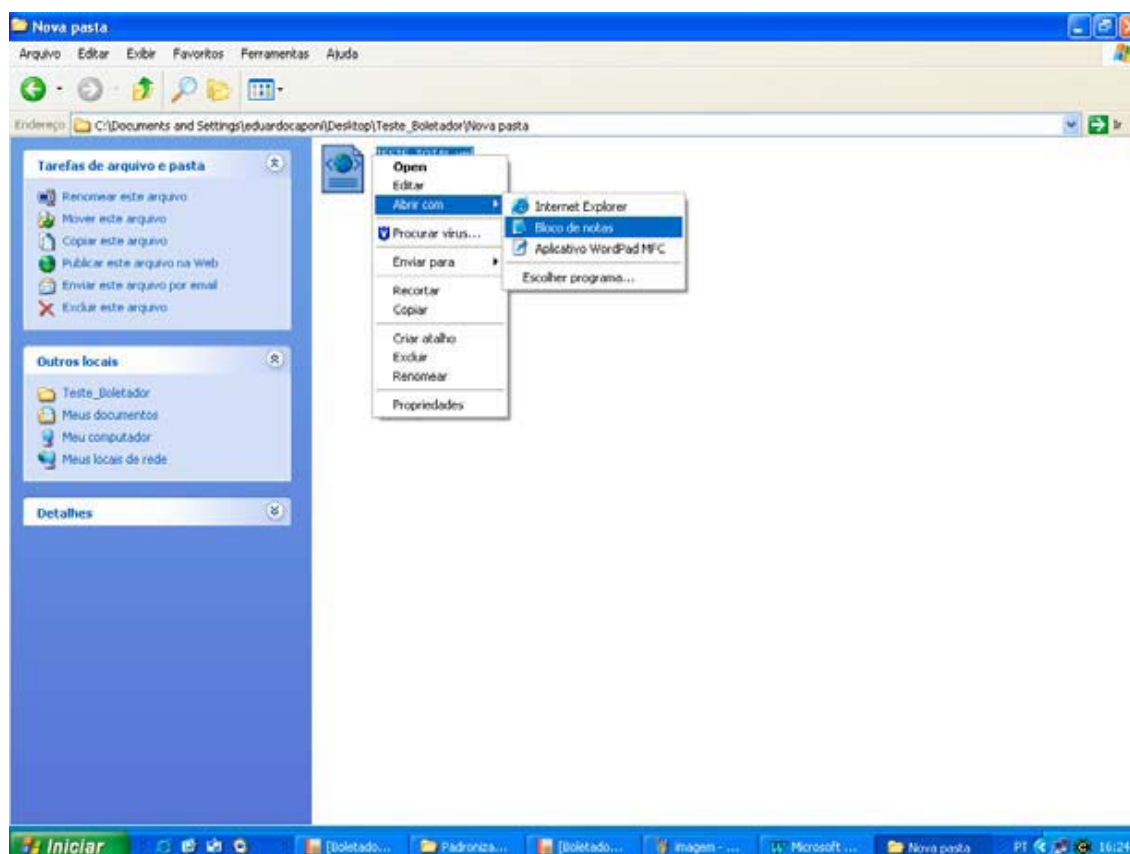 Nova pasta
Arquivo Editar Exibir Favoritos Ferramentas Ajuda
Endereço C:\Documents and Settings\eduardocaponi\Desktop\Teste_Boletador\Nova pasta
Tarefas de arquivo e pasta
Renomear este arquivo
Mover este arquivo
Copiar este arquivo
Publicar este arquivo na Web
Enviar este arquivo por email
Excluir este arquivo
Outros locais
Teste_Boletador
Meus documentos
Meu computador
Meus locais de rede
Detalhes
Open
Editar
Abrir com
Procurar vírus...
Enviar para
Recortar
Copiar
Criar atalho
Excluir
Renomear
Propriedades
Internet Explorer
Bloco de notas
Aplicativo WordPad MFC
Escolher programa...
Iniciar [Boletado... Padroniza... [Boletado... imagem - ... Microsoft ... Nova pasta PT 16:24